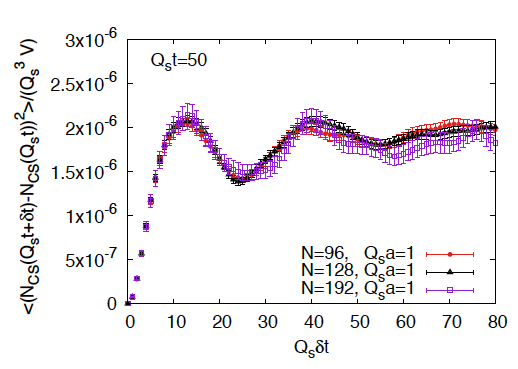 3x10⁻⁶
2.5x10⁻⁶
2x10⁻⁶
1.5x10⁻⁶
1x10⁻⁶
5x10⁻⁷
0
<(N_CS(Q_st+δt)-N_CS(Q_st))²>/(Q_s³ V)
Q_st=50
N=96, Q_sa=1
N=128, Q_sa=1
N=192, Q_sa=1
0 10 20 30 40 50 60 70 80
Q_sδt